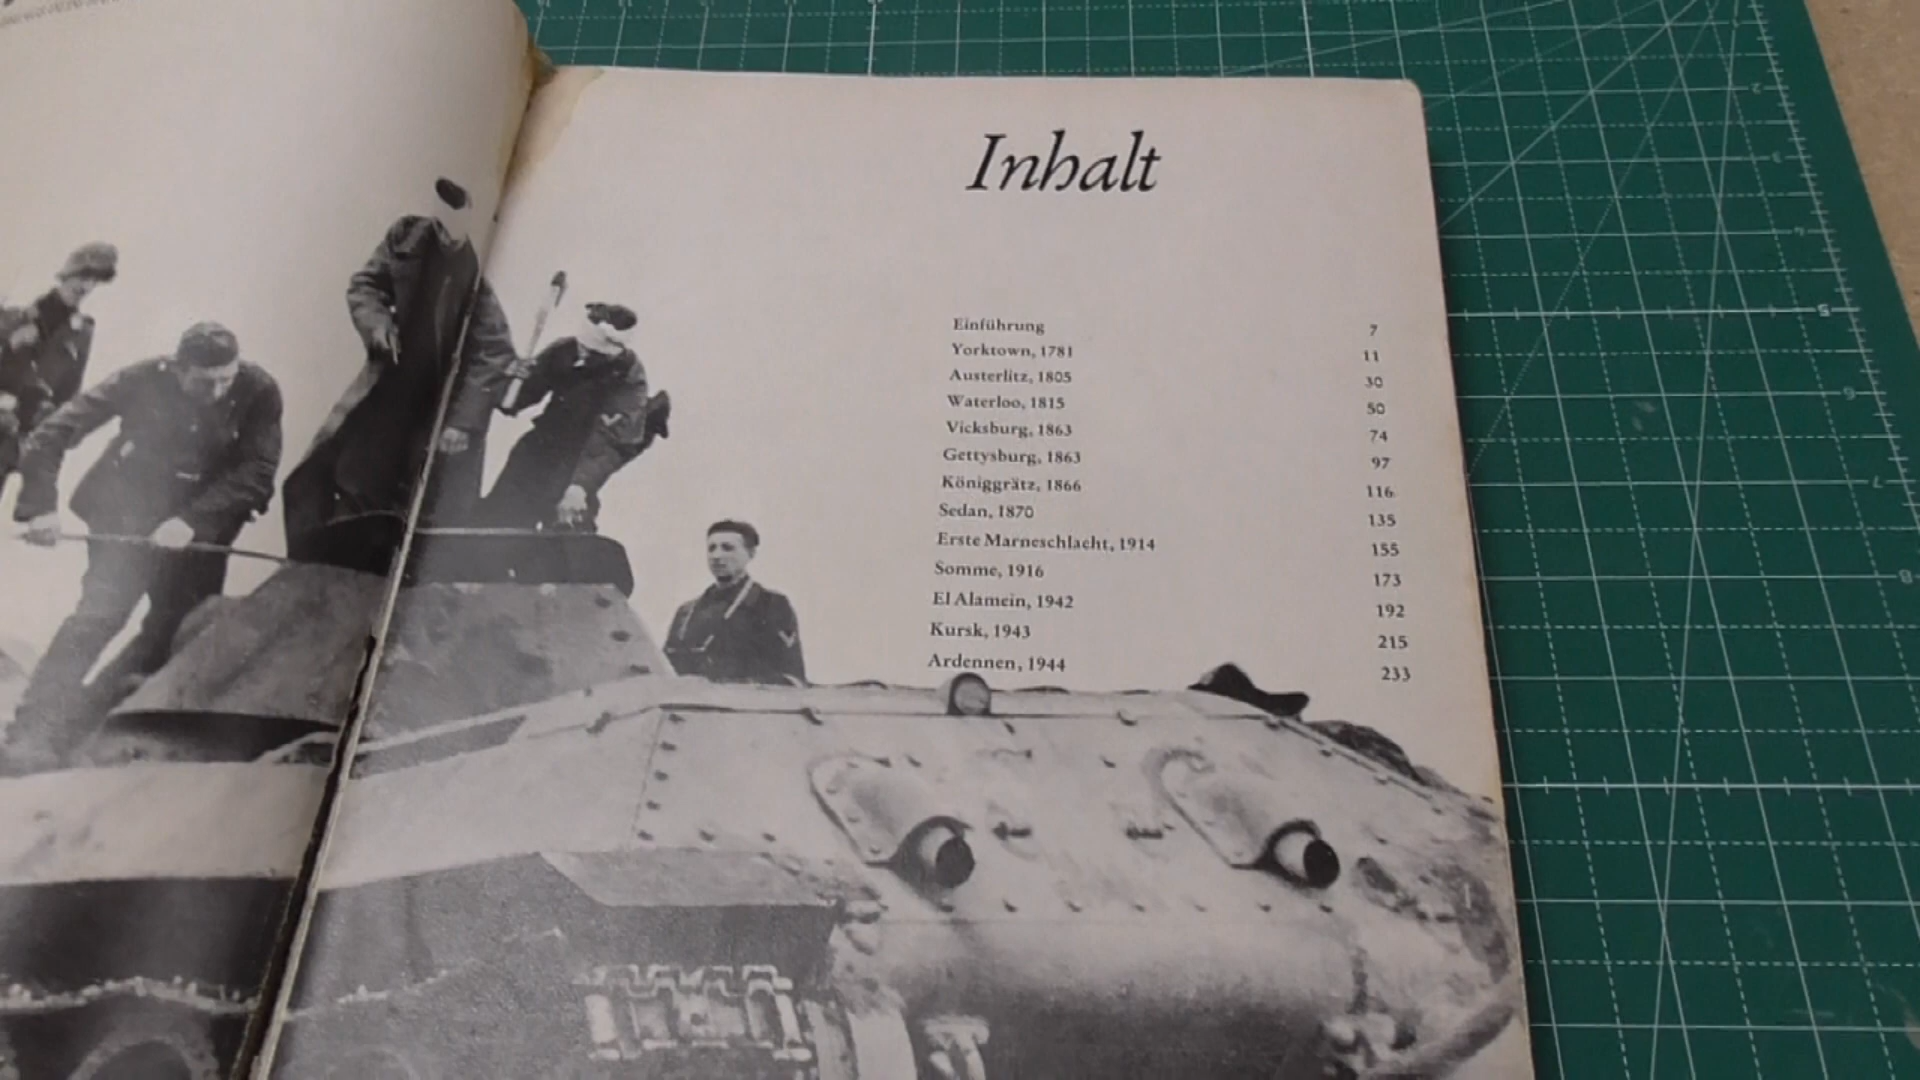 Inhalt
Einführung 7
Yorktown, 1781 11
Austerlitz, 1805 30
Waterloo, 1815 50
Vicksburg, 1863 74
Gettysburg, 1863 97
Königgrätz, 1866 116
Sedan, 1870 135
Erste Marneschlacht, 1914 155
Somme, 1916 173
El Alamein, 1942 192
Kursk, 1943 215
Ardennen, 1944 233